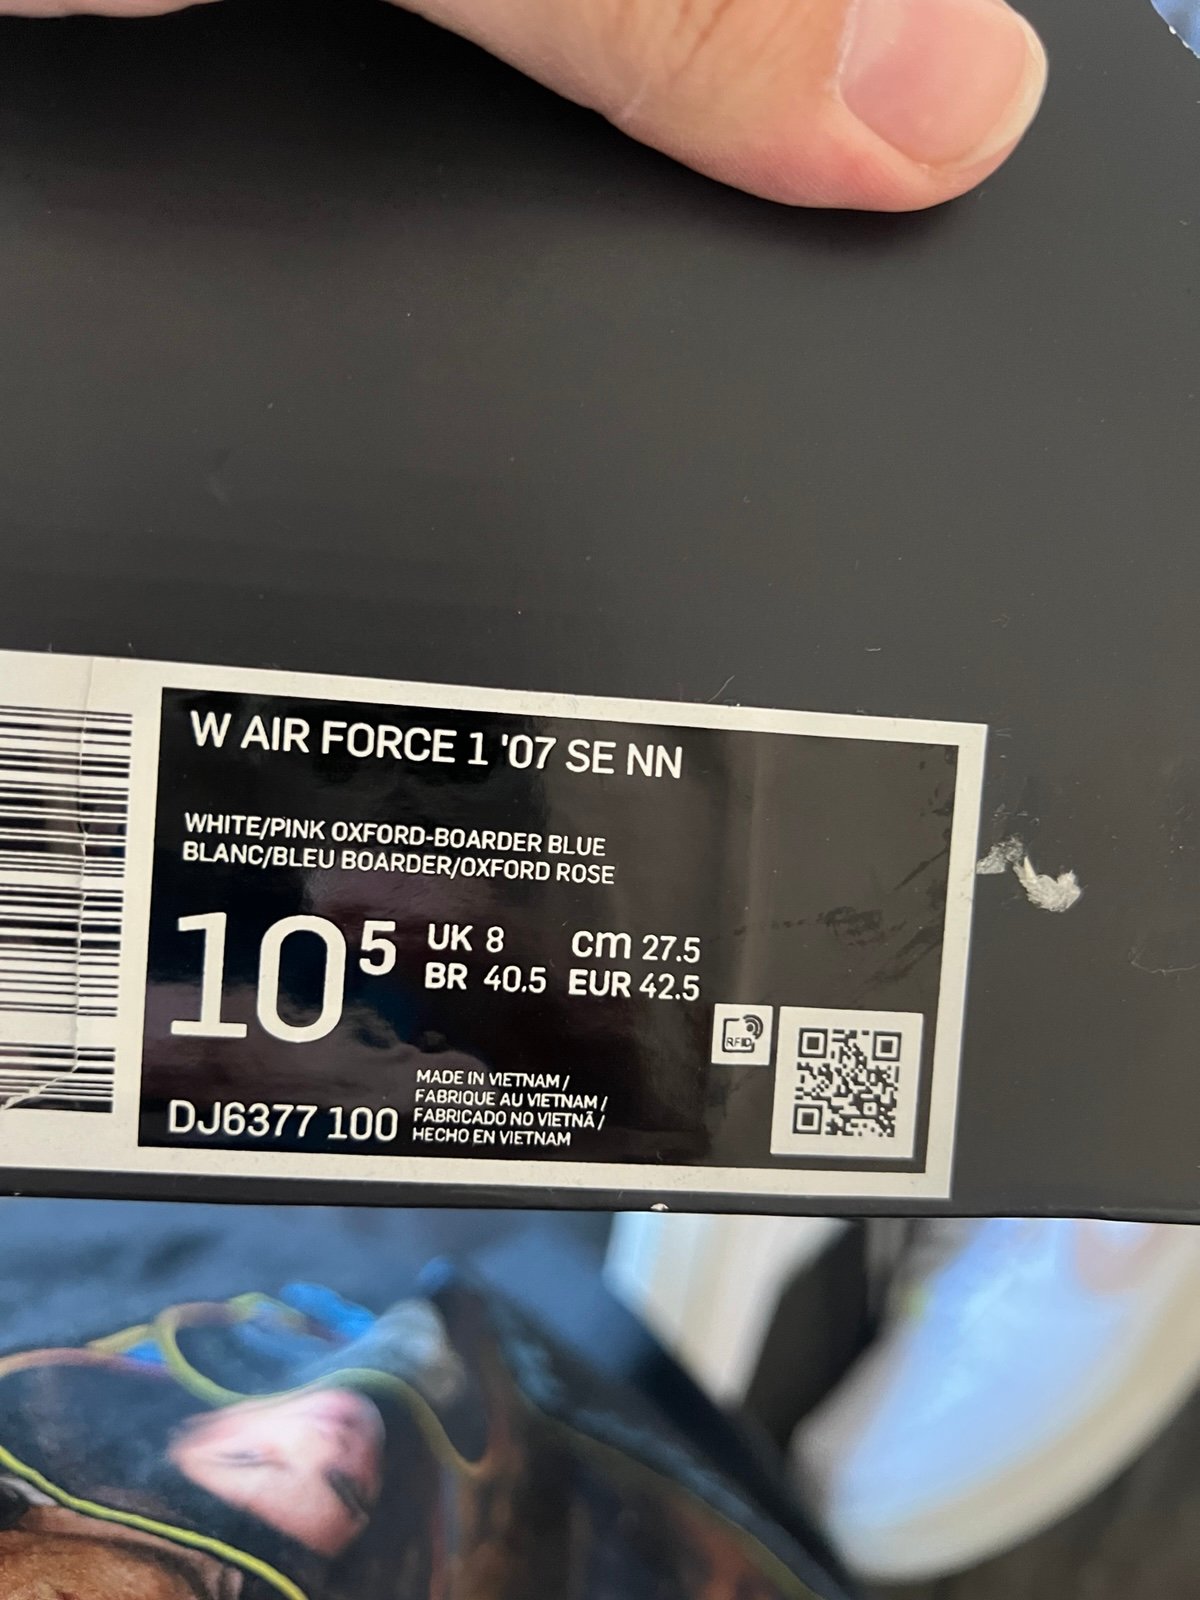 W AIR FORCE 1 '07 SE NN
WHITE/PINK OXFORD-BOARDER BLUE
BLANC/BLEU BOARDER/OXFORD ROSE
10 5
UK 8 cm 27.5
BR 40.5 EUR 42.5
RFID
MADE IN VIETNAM /
FABRIQUE AU VIETNAM /
FABRICADO NO VIETNÃ /
HECHO EN VIETNAM
DJ6377 100